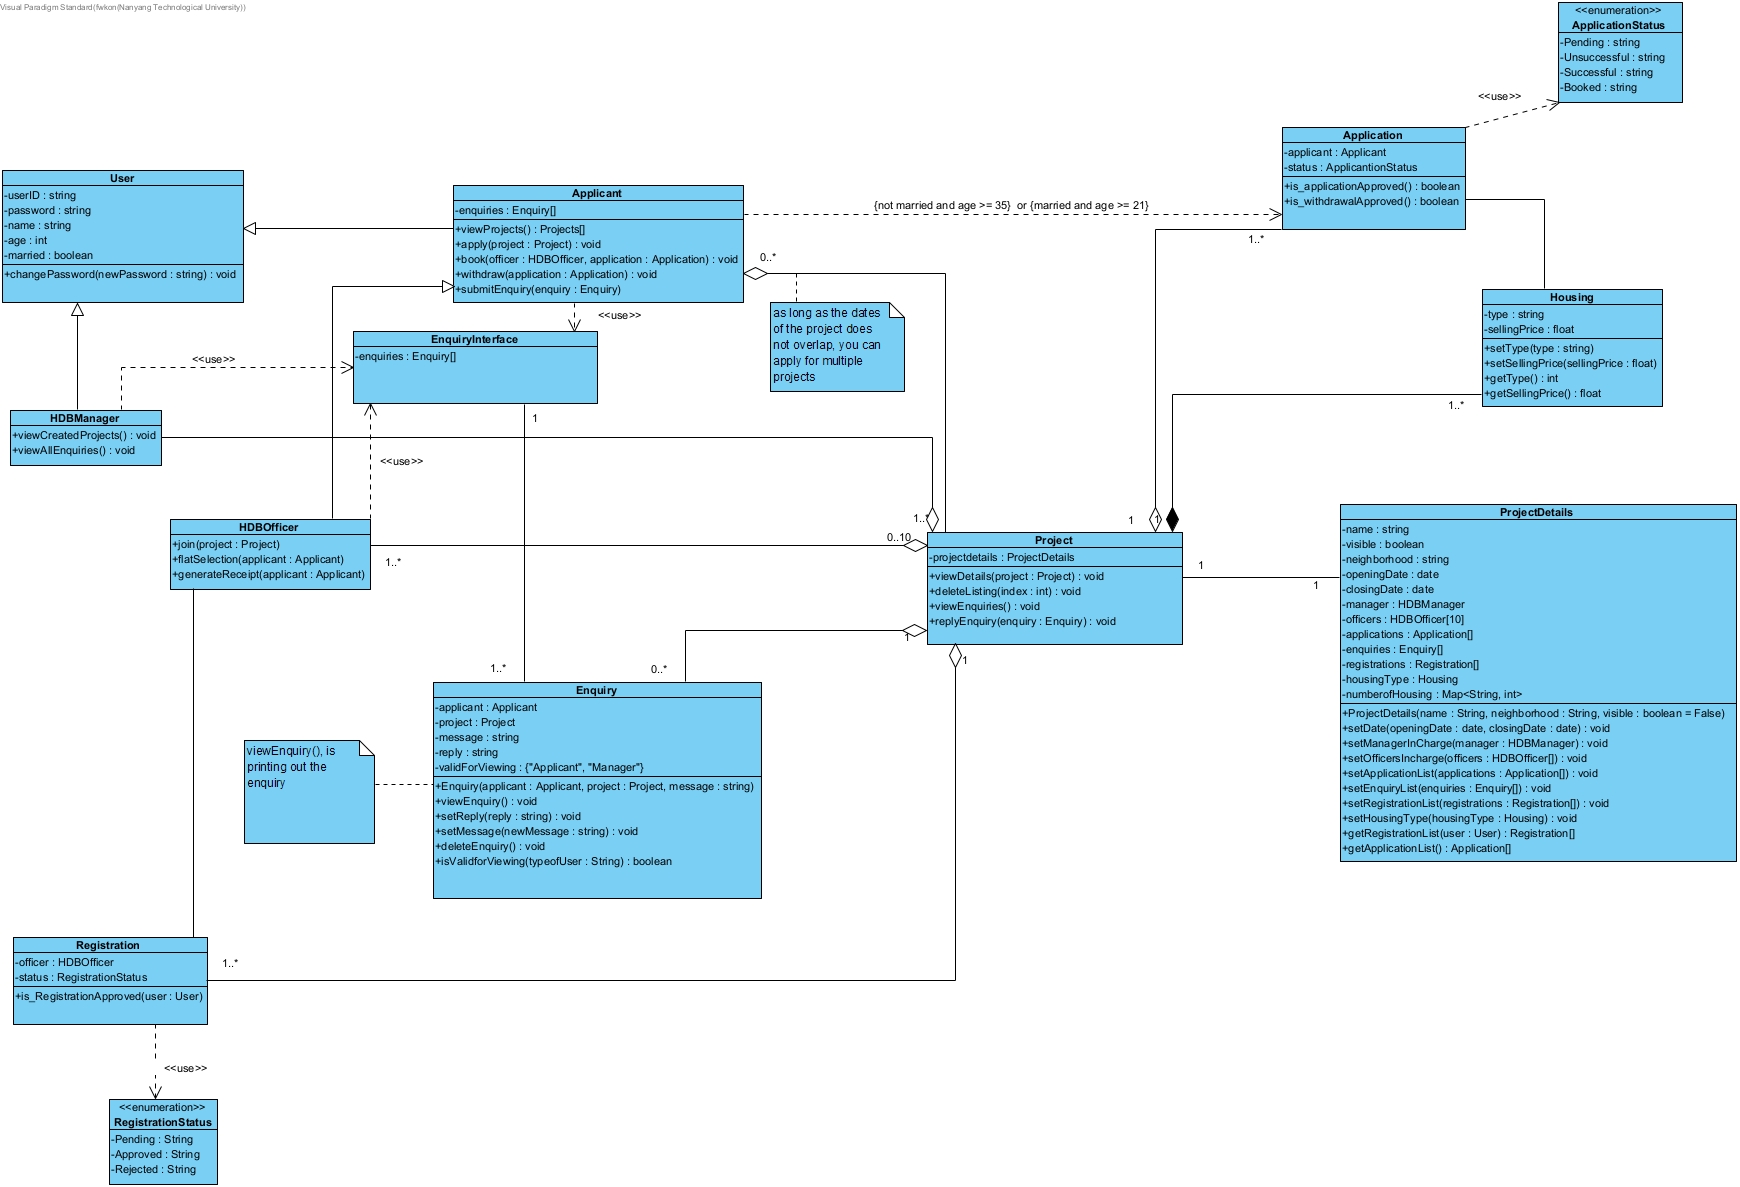 Visual Paradigm Standard(fwkon(Nanyang Technological University))
<<enumeration>>
ApplicationStatus
-Pending : string
-Unsuccessful : string
-Successful : string
-Booked : string
<<use>>
Application
-applicant : Applicant
-status : ApplicantionStatus
+is_applicationApproved() : boolean
+is_withdrawalApproved() : boolean
1..*
User
-userID : string
-password : string
-name : string
-age : int
-married : boolean
+changePassword(newPassword : string) : void
Applicant
-enquiries : Enquiry[]
+viewProjects() : Projects[]
+apply(project : Project) : void
+book(officer : HDBOfficer, application : Application) : void
+withdraw(application : Application) : void
+submitEnquiry(enquiry : Enquiry)
{not married and age >= 35}  or {married and age >= 21}
0..*
as long as the dates
of the project does
not overlap, you can
apply for multiple
projects
<<use>>
Housing
-type : string
-sellingPrice : float
+setType(type : string)
+setSellingPrice(sellingPrice : float)
+getType() : int
+getSellingPrice() : float
1..*
EnquiryInterface
-enquiries : Enquiry[]
<<use>>
1
HDBManager
+viewCreatedProjects() : void
+viewAllEnquiries() : void
<<use>>
HDBOfficer
+join(project : Project)
+flatSelection(applicant : Applicant)
+generateReceipt(applicant : Applicant)
1..*
1..*
0..10
1
1
Project
-projectdetails : ProjectDetails
+viewDetails(project : Project) : void
+deleteListing(index : int) : void
+viewEnquiries() : void
+replyEnquiry(enquiry : Enquiry) : void
1
1
1
1
ProjectDetails
-name : string
-visible : boolean
-neighborhood : string
-openingDate : date
-closingDate : date
-manager : HDBManager
-officers : HDBOfficer[10]
-applications : Application[]
-enquiries : Enquiry[]
-registrations : Registration[]
-housingType : Housing
-numberofHousing : Map<String, int>
+ProjectDetails(name : String, neighborhood : String, visible : boolean = False)
+setDate(openingDate : date, closingDate : date) : void
+setManagerInCharge(manager : HDBManager) : void
+setOfficersIncharge(officers : HDBOfficer[]) : void
+setApplicationList(applications : Application[]) : void
+setEnquiryList(enquiries : Enquiry[]) : void
+setRegistrationList(registrations : Registration[]) : void
+setHousingType(housingType : Housing) : void
+getRegistrationList(user : User) : Registration[]
+getApplicationList() : Application[]
1..*
0..*
Enquiry
-applicant : Applicant
-project : Project
-message : string
-reply : string
-validForViewing : {"Applicant", "Manager"}
+Enquiry(applicant : Applicant, project : Project, message : string)
+viewEnquiry() : void
+setReply(reply : string) : void
+setMessage(newMessage : string) : void
+deleteEnquiry() : void
+isValidforViewing(typeofUser : String) : boolean
viewEnquiry(), is
printing out the
enquiry
Registration
-officer : HDBOfficer
-status : RegistrationStatus
+is_RegistrationApproved(user : User)
1..*
<<use>>
<<enumeration>>
RegistrationStatus
-Pending : String
-Approved : String
-Rejected : String